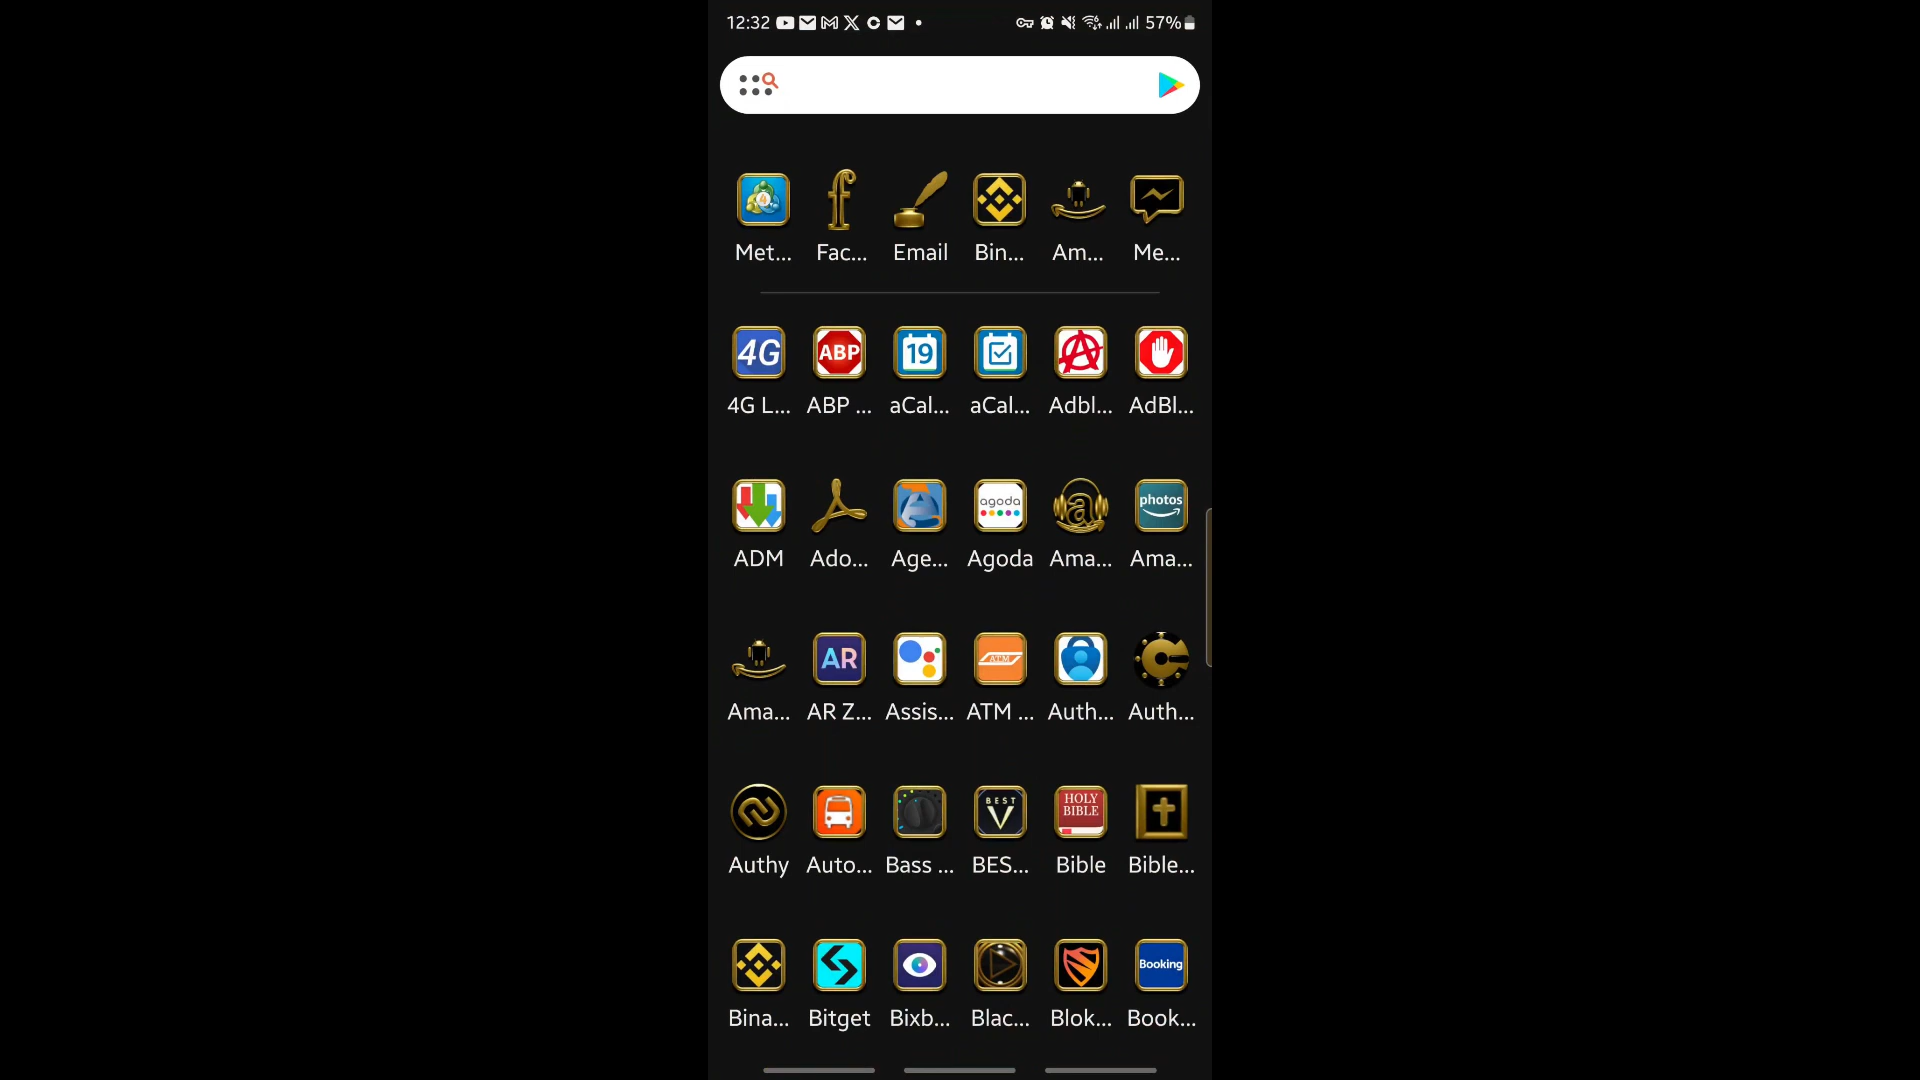 12:32 57%
Met... Fac... Email Bin... Am... Me...
4G ABP 19
4G L... ABP ... aCal... aCal... Adbl... AdBl...
agoda a photos
ADM Ado... Age... Agoda Ama... Ama...
AR ATM
Ama... AR Z... Assis... ATM ... Auth... Auth...
BEST V HOLY BIBLE
Authy Auto... Bass ... BES... Bible Bible...
Booking
Bina... Bitget Bixb... Blac... Blok... Book...